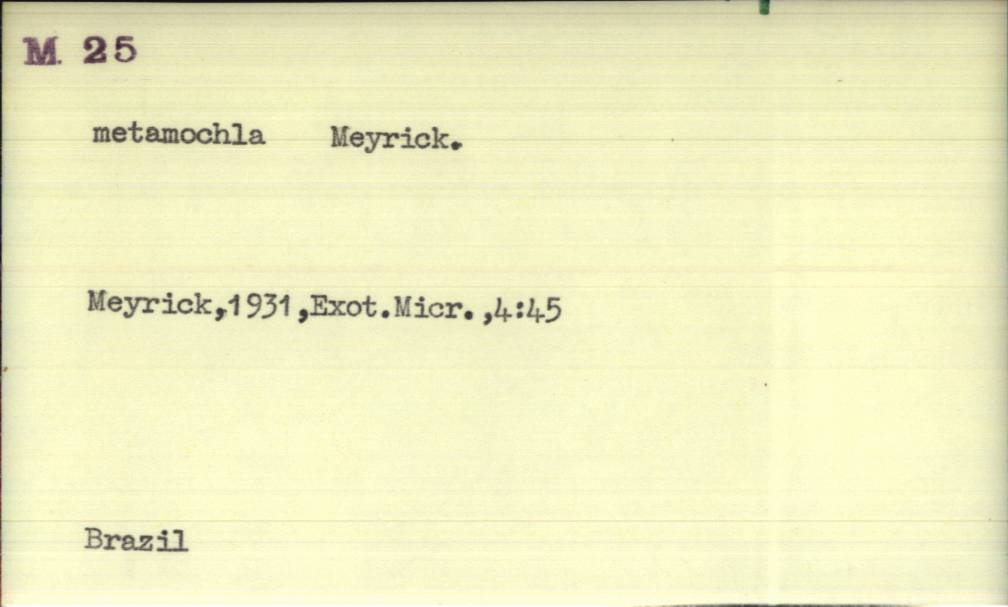 M. 25
metamochla Meyrick.
Meyrick,1931,Exot.Micr.,4:45
Brazil